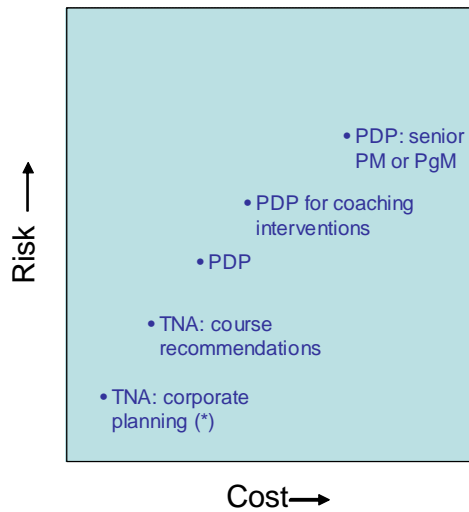 • PDP: senior
PM or PgM
• PDP for coaching
interventions
• PDP
• TNA: course
recommendations
• TNA: corporate
planning (*)
Risk
Cost